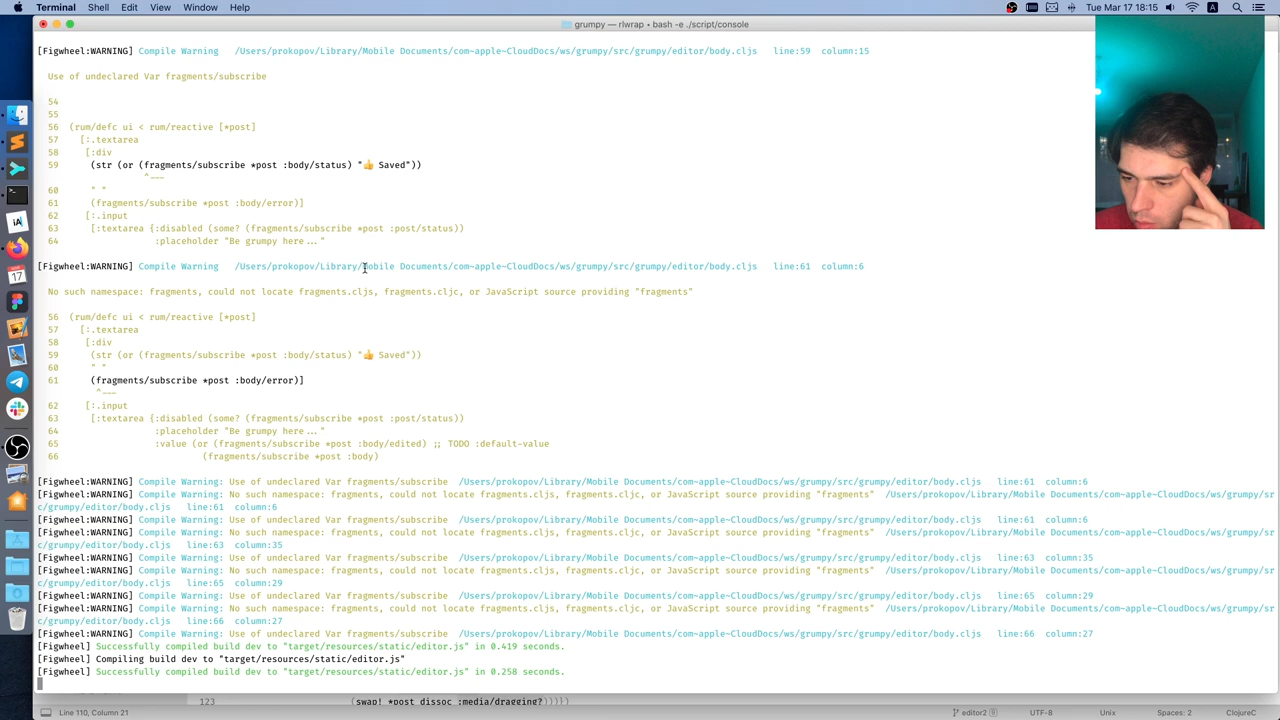 Terminal Shell Edit View Window Help
Tue Mar 17 18:15
grumpy — rlwrap • bash -e ./script/console
[Figwheel:WARNING] Compile Warning /Users/prokopov/Library/Mobile Documents/com~apple~CloudDocs/ws/grumpy/src/grumpy/editor/body.cljs line:59 column:15
Use of undeclared Var fragments/subscribe
54
55
56 (rum/defc ui < rum/reactive [*post]
57 [:.textarea
58 [:div
59 (str (or (fragments/subscribe *post :body/status) "👍 Saved"))
^---
60 " "
61 (fragments/subscribe *post :body/error)]
62 [:.input
63 [:textarea {:disabled (some? (fragments/subscribe *post :post/status))
64 :placeholder "Be grumpy here..."
[Figwheel:WARNING] Compile Warning /Users/prokopov/Library/Mobile Documents/com~apple~CloudDocs/ws/grumpy/src/grumpy/editor/body.cljs line:61 column:6
No such namespace: fragments, could not locate fragments.cljs, fragments.cljc, or JavaScript source providing "fragments"
56 (rum/defc ui < rum/reactive [*post]
57 [:.textarea
58 [:div
59 (str (or (fragments/subscribe *post :body/status) "👍 Saved"))
60 " "
61 (fragments/subscribe *post :body/error)]
^---
62 [:.input
63 [:textarea {:disabled (some? (fragments/subscribe *post :post/status))
64 :placeholder "Be grumpy here..."
65 :value (or (fragments/subscribe *post :body/edited) ;; TODO :default-value
66 (fragments/subscribe *post :body)
[Figwheel:WARNING] Compile Warning: Use of undeclared Var fragments/subscribe /Users/prokopov/Library/Mobile Documents/com~apple~CloudDocs/ws/grumpy/src/grumpy/editor/body.cljs line:61 column:6
[Figwheel:WARNING] Compile Warning: No such namespace: fragments, could not locate fragments.cljs, fragments.cljc, or JavaScript source providing "fragments" /Users/prokopov/Library/Mobile Documents/com~apple~CloudDocs/ws/grumpy/sr
c/grumpy/editor/body.cljs line:61 column:6
[Figwheel:WARNING] Compile Warning: Use of undeclared Var fragments/subscribe /Users/prokopov/Library/Mobile Documents/com~apple~CloudDocs/ws/grumpy/src/grumpy/editor/body.cljs line:61 column:6
[Figwheel:WARNING] Compile Warning: No such namespace: fragments, could not locate fragments.cljs, fragments.cljc, or JavaScript source providing "fragments" /Users/prokopov/Library/Mobile Documents/com~apple~CloudDocs/ws/grumpy/sr
c/grumpy/editor/body.cljs line:63 column:35
[Figwheel:WARNING] Compile Warning: Use of undeclared Var fragments/subscribe /Users/prokopov/Library/Mobile Documents/com~apple~CloudDocs/ws/grumpy/src/grumpy/editor/body.cljs line:63 column:35
[Figwheel:WARNING] Compile Warning: No such namespace: fragments, could not locate fragments.cljs, fragments.cljc, or JavaScript source providing "fragments" /Users/prokopov/Library/Mobile Documents/com~apple~CloudDocs/ws/grumpy/sr
c/grumpy/editor/body.cljs line:65 column:29
[Figwheel:WARNING] Compile Warning: Use of undeclared Var fragments/subscribe /Users/prokopov/Library/Mobile Documents/com~apple~CloudDocs/ws/grumpy/src/grumpy/editor/body.cljs line:65 column:29
[Figwheel:WARNING] Compile Warning: No such namespace: fragments, could not locate fragments.cljs, fragments.cljc, or JavaScript source providing "fragments" /Users/prokopov/Library/Mobile Documents/com~apple~CloudDocs/ws/grumpy/sr
c/grumpy/editor/body.cljs line:66 column:27
[Figwheel:WARNING] Compile Warning: Use of undeclared Var fragments/subscribe /Users/prokopov/Library/Mobile Documents/com~apple~CloudDocs/ws/grumpy/src/grumpy/editor/body.cljs line:66 column:27
[Figwheel] Successfully compiled build dev to "target/resources/static/editor.js" in 0.419 seconds.
[Figwheel] Compiling build dev to "target/resources/static/editor.js"
[Figwheel] Successfully compiled build dev to "target/resources/static/editor.js" in 0.258 seconds.
123 (swap! *post dissoc :media/dragging?)))})
Line 110, Column 21
editor2 UTF-8 Unix Spaces: 2 ClojureC